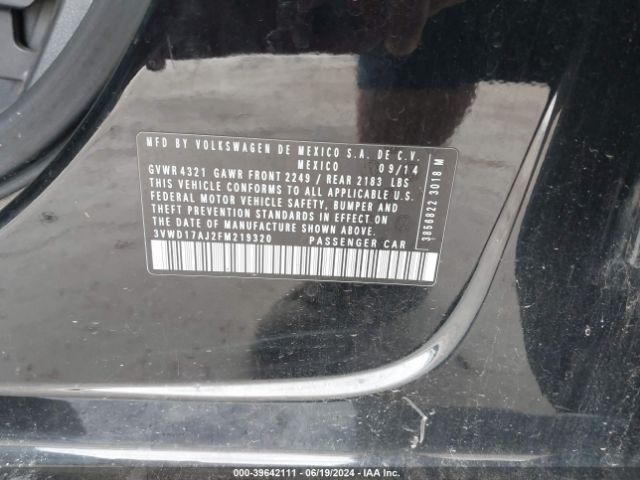 MFD BY VOLKSWAGEN DE MEXICO S.A. DE C.V.
MEXICO 09/14
GVWR 4321 GAWR FRONT 2249 / REAR 2183 LBS
THIS VEHICLE CONFORMS TO ALL APPLICABLE U.S.
FEDERAL MOTOR VEHICLE SAFETY, BUMPER AND
THEFT PREVENTION STANDARDS IN EFFECT ON
THE DATE OF MANUFACTURE SHOWN ABOVE.
3VWD17AJ2FM219320 PASSENGER CAR
3856822 3018 M
000-39642111 - 06/19/2024 - IAA Inc.